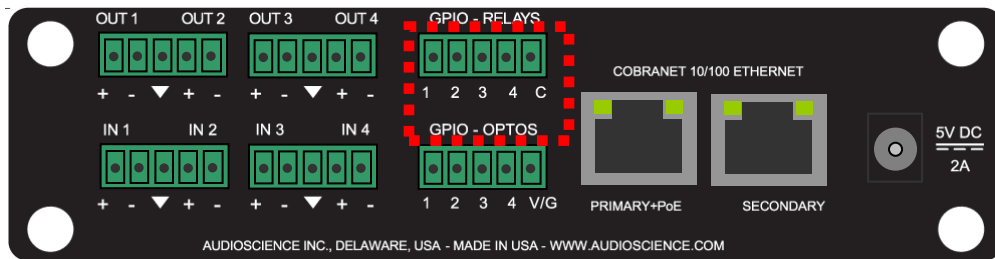 OUT 1 OUT 2 OUT 3 OUT 4 GPIO - RELAYS
+ - + - + - + - 1 2 3 4 C
COBRANET 10/100 ETHERNET
IN 1 IN 2 IN 3 IN 4 GPIO - OPTOS
+ - + - + - + - 1 2 3 4 V/G
PRIMARY+PoE SECONDARY
5V DC
2A
AUDIOSCIENCE INC., DELAWARE, USA - MADE IN USA - WWW.AUDIOSCIENCE.COM